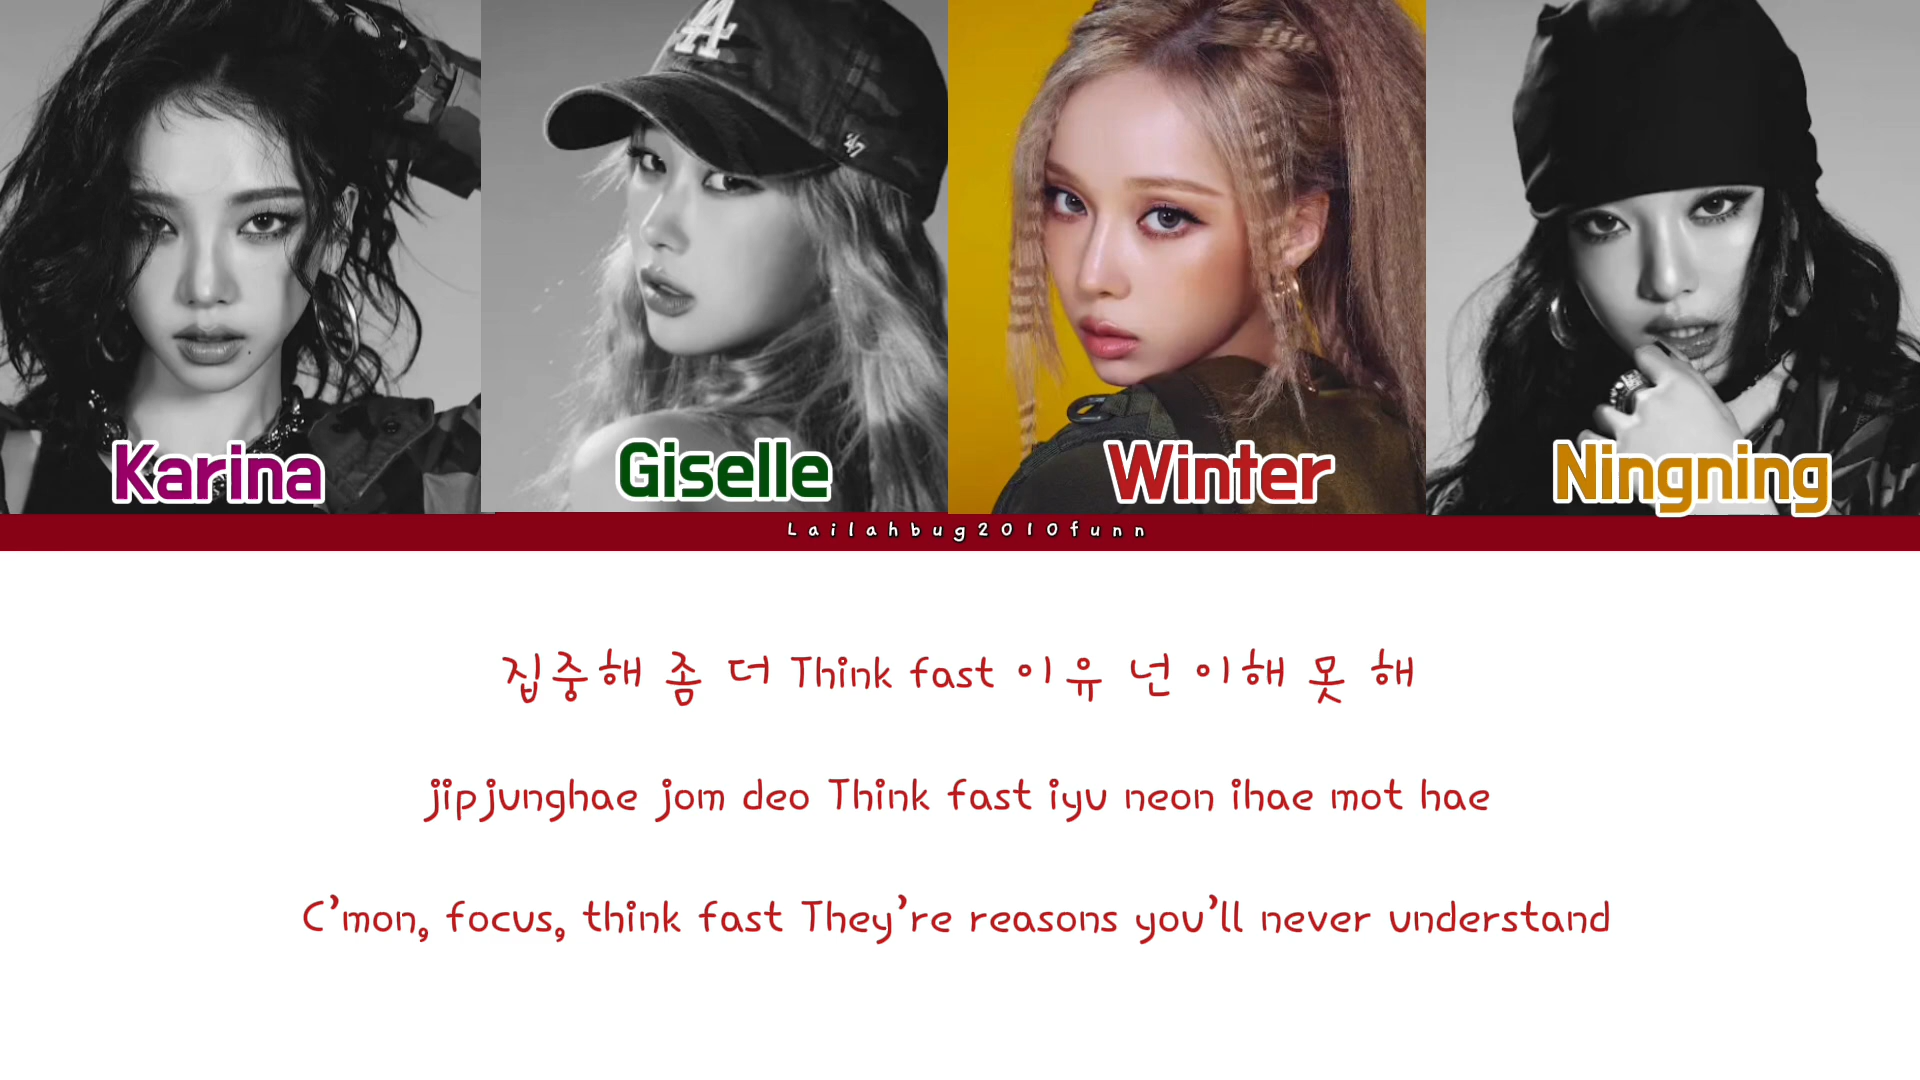 LA
'47
Karina
Giselle
Winter
Ningning
Lailahbug2010funn
집중해 좀 더 Think fast 이유 넌 이해 못 해
jipjunghae jom deo Think fast iyu neon ihae mot hae
C'mon, focus, think fast They're reasons you'll never understand